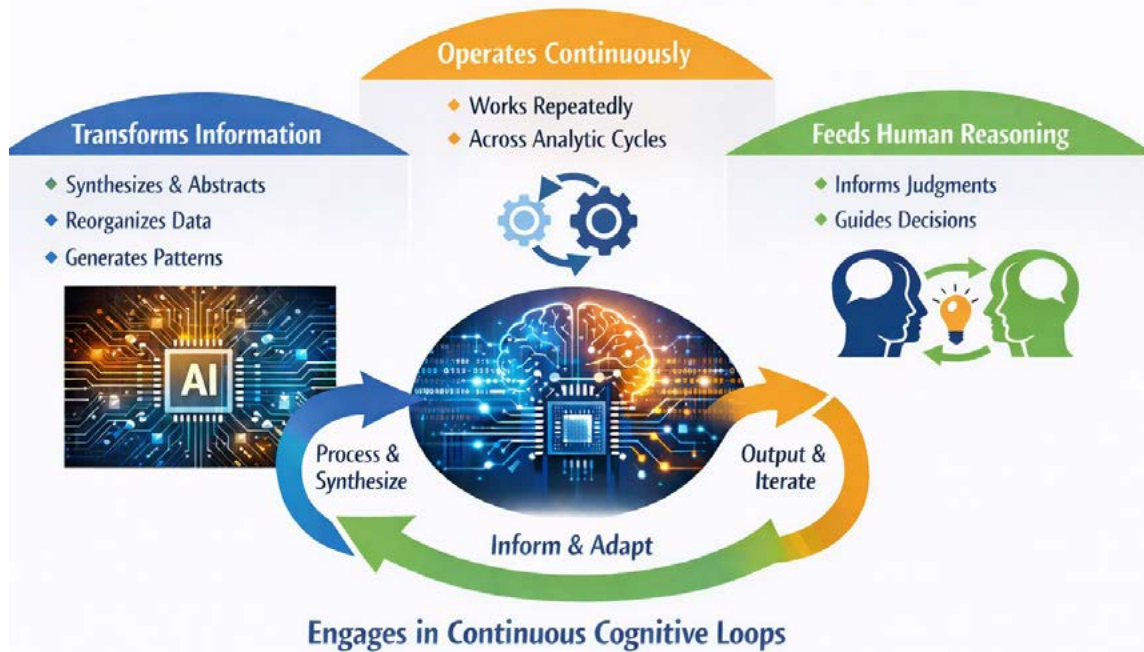 Operates Continuously
Works Repeatedly
Across Analytic Cycles
Transforms Information
Synthesizes & Abstracts
Reorganizes Data
Generates Patterns
AI
Feeds Human Reasoning
Informs Judgments
Guides Decisions
Process &
Synthesize
Output &
Iterate
Inform & Adapt
Engages in Continuous Cognitive Loops